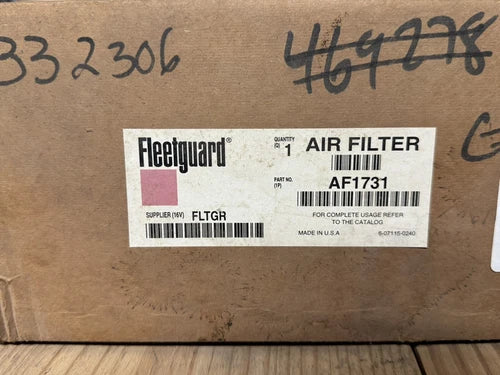 332306
469278
Fleetguard®
QUANTITY
(Q) 1
AIR FILTER
PART NO.
(1P)
AF1731
SUPPLIER (16V) FLTGR
FOR COMPLETE USAGE REFER
TO THE CATALOG
MADE IN U.S.A
6-07115-0240